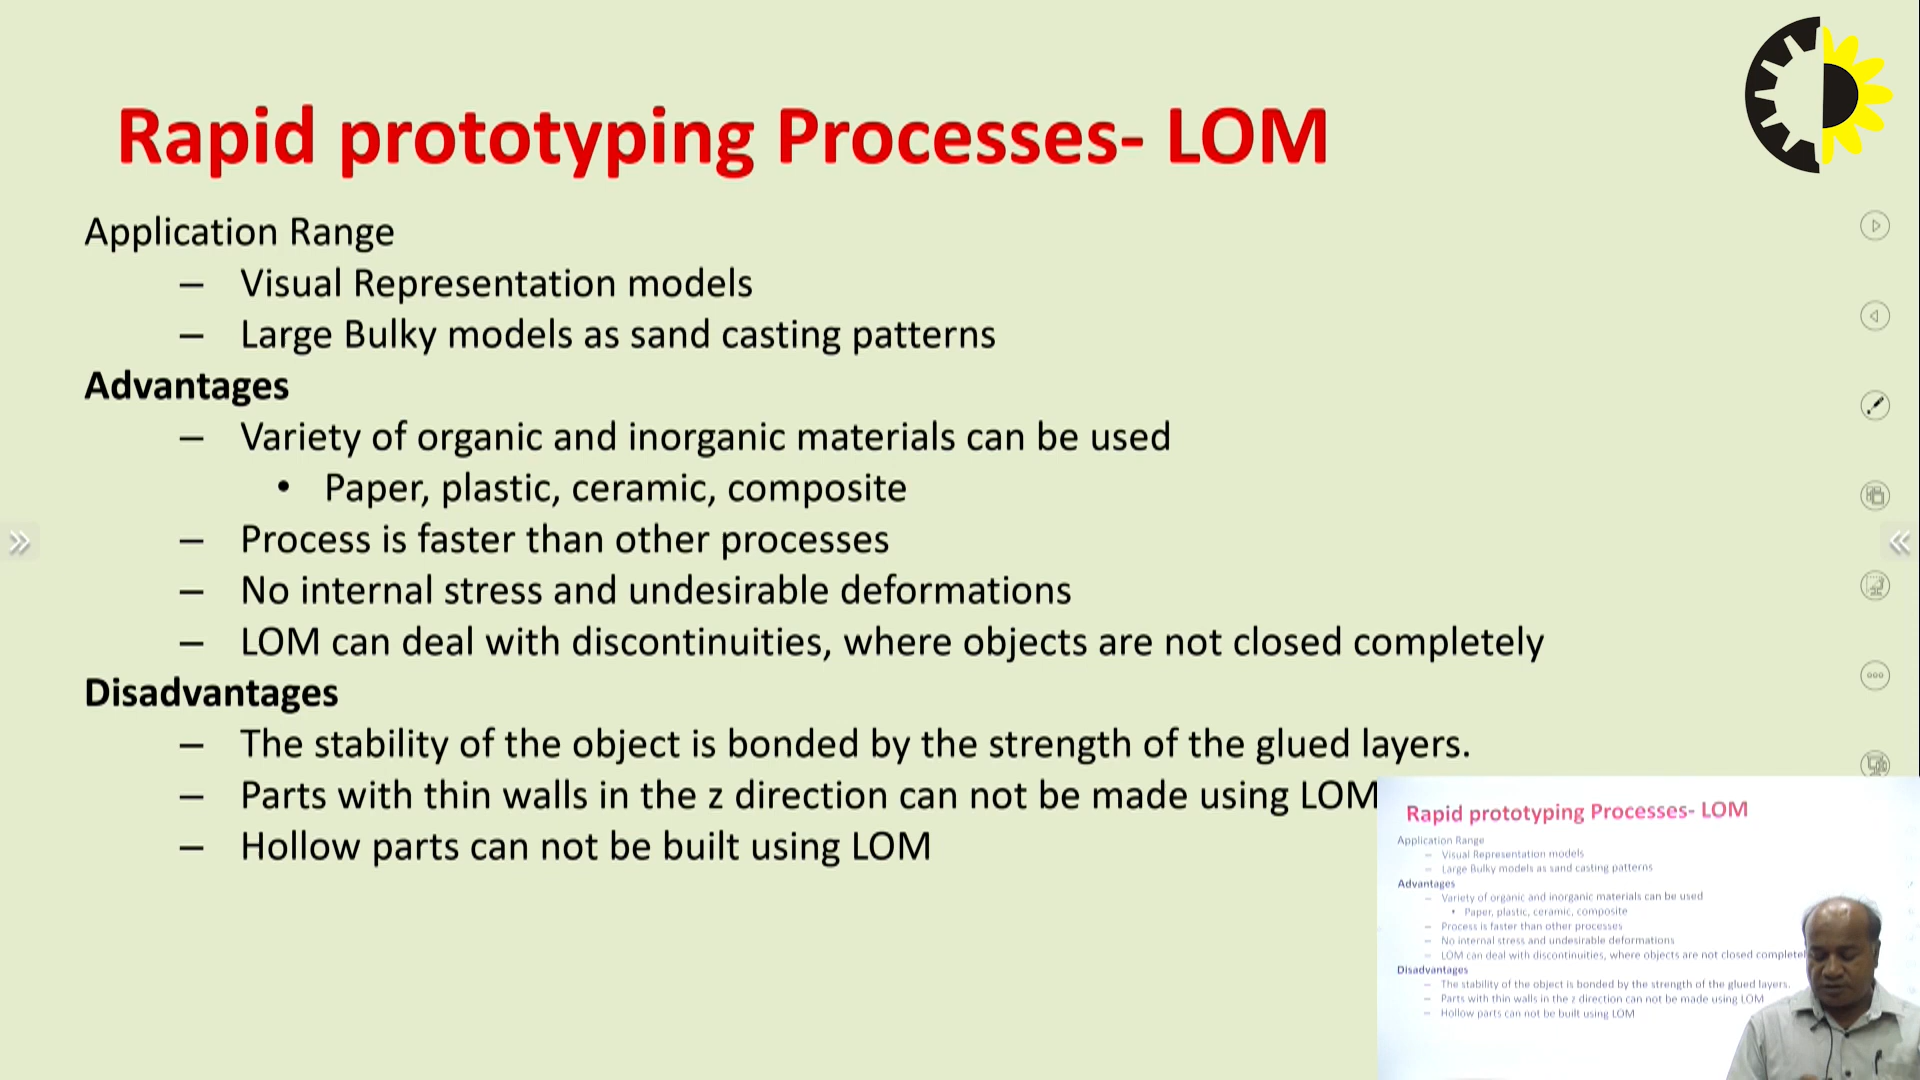 Rapid prototyping Processes- LOM
Application Range
– Visual Representation models
– Large Bulky models as sand casting patterns
Advantages
– Variety of organic and inorganic materials can be used
• Paper, plastic, ceramic, composite
– Process is faster than other processes
– No internal stress and undesirable deformations
– LOM can deal with discontinuities, where objects are not closed completely
Disadvantages
– The stability of the object is bonded by the strength of the glued layers.
– Parts with thin walls in the z direction can not be made using LOM
– Hollow parts can not be built using LOM
Rapid prototyping Processes- LOM
Application Range
– Visual Representation models
– Large Bulky models as sand casting patterns
Advantages
– Variety of organic and inorganic materials can be used
• Paper, plastic, ceramic, composite
– Process is faster than other processes
– No internal stress and undesirable deformations
– LOM can deal with discontinuities, where objects are not closed complete
Disadvantages
– The stability of the object is bonded by the strength of the glued layers.
– Parts with thin walls in the z direction can not be made using LOM
– Hollow parts can not be built using LOM